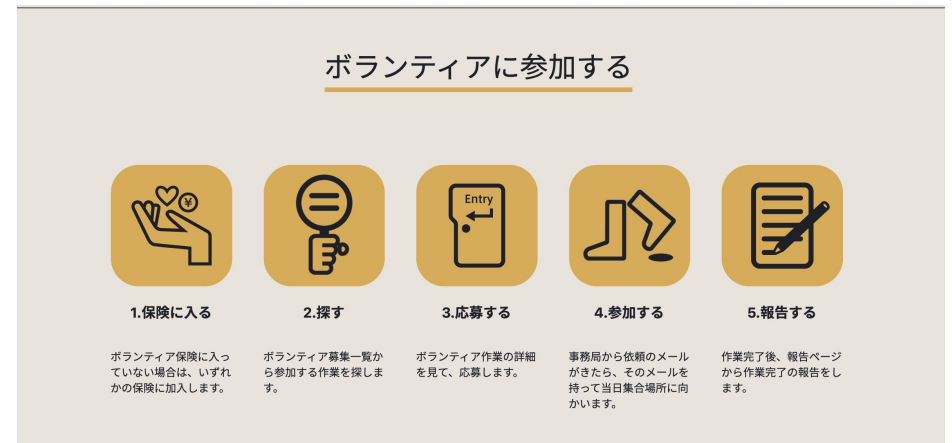 ボランティアに参加する
¥
Entry
1.保険に入る
ボランティア保険に入っ
ていない場合は、いずれ
かの保険に加入します。
2.探す
ボランティア募集一覧か
ら参加する作業を探しま
す。
3.応募する
ボランティア作業の詳細
を見て、応募します。
4.参加する
事務局から依頼のメール
がきたら、そのメールを
持って当日集合場所に向
かいます。
5.報告する
作業完了後、報告ページ
から作業完了の報告をし
ます。